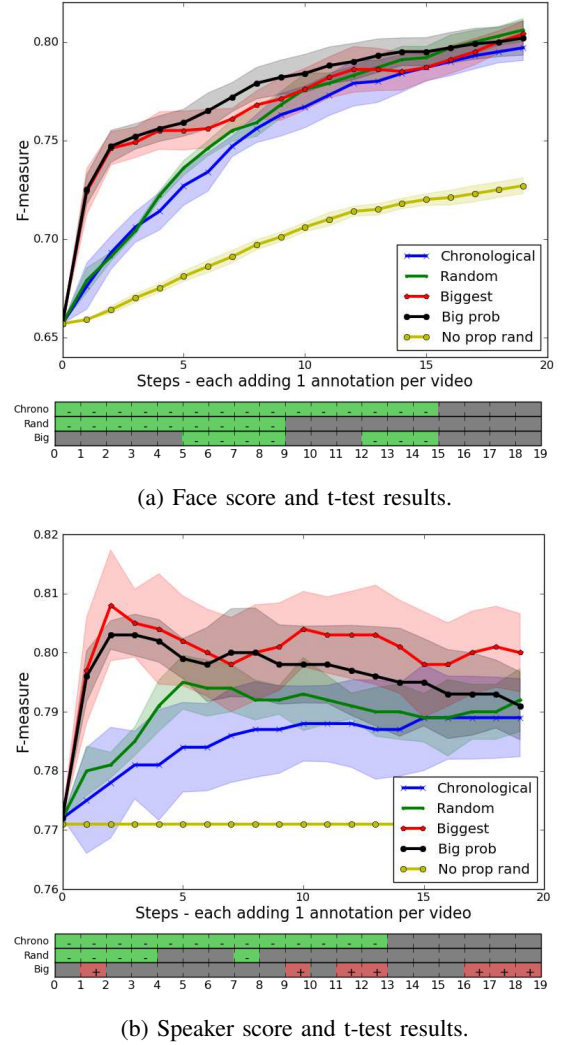 0.80
0.75
0.70
0.65
F-measure
Chronological
Random
Biggest
Big prob
No prop rand
0 5 10 15 20
Steps - each adding 1 annotation per video
Chrono - - - - - - - - - - - - - - -
Rand - - - - - - - - -
Big - - - - - - -
0 1 2 3 4 5 6 7 8 9 10 11 12 13 14 15 16 17 18 19
(a) Face score and t-test results.
0.82
0.81
0.80
0.79
0.78
0.77
0.76
F-measure
Chronological
Random
Biggest
Big prob
No prop rand
0 5 10 15 20
Steps - each adding 1 annotation per video
Chrono - - - - - - - - - - - - -
Rand - - - - -
Big + + + + + + +
0 1 2 3 4 5 6 7 8 9 10 11 12 13 14 15 16 17 18 19
(b) Speaker score and t-test results.